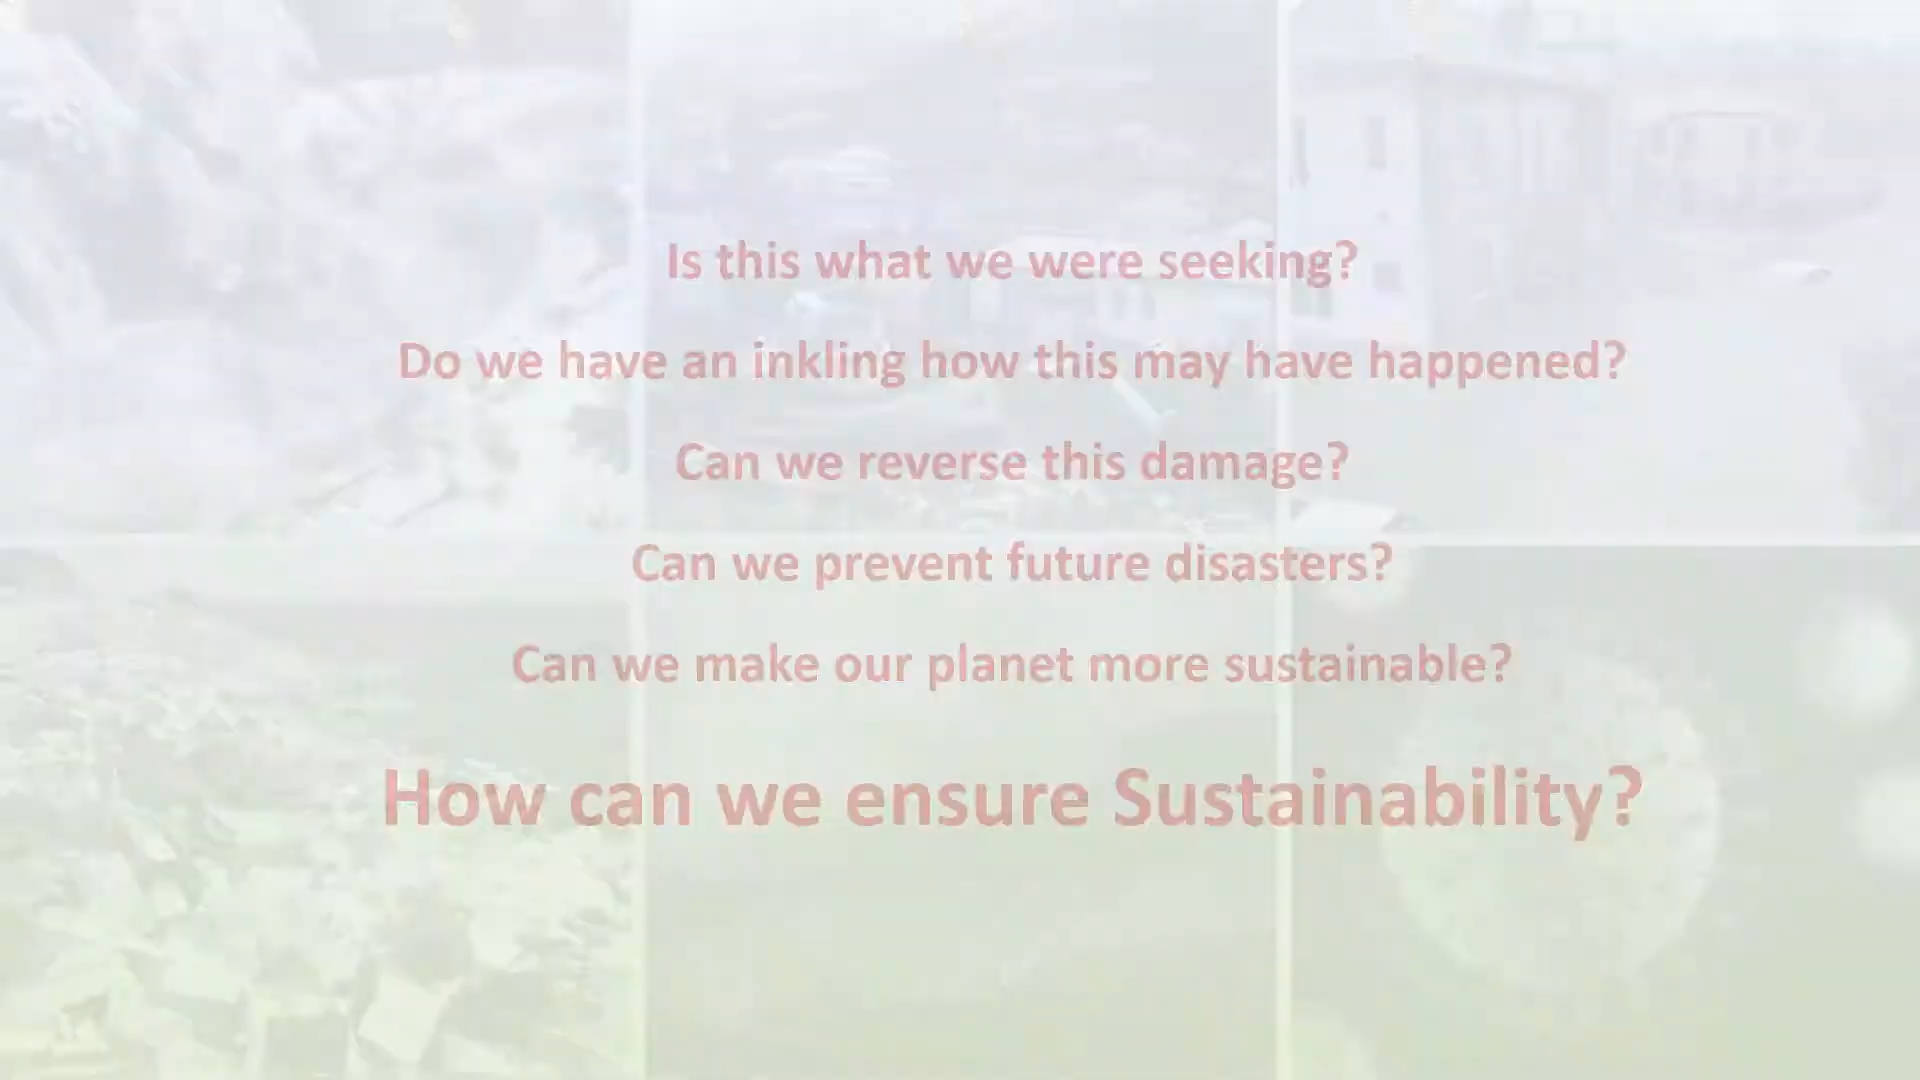 Is this what we were seeking?
Do we have an inkling how this may have happened?
Can we reverse this damage?
Can we prevent future disasters?
Can we make our planet more sustainable?
How can we ensure Sustainability?